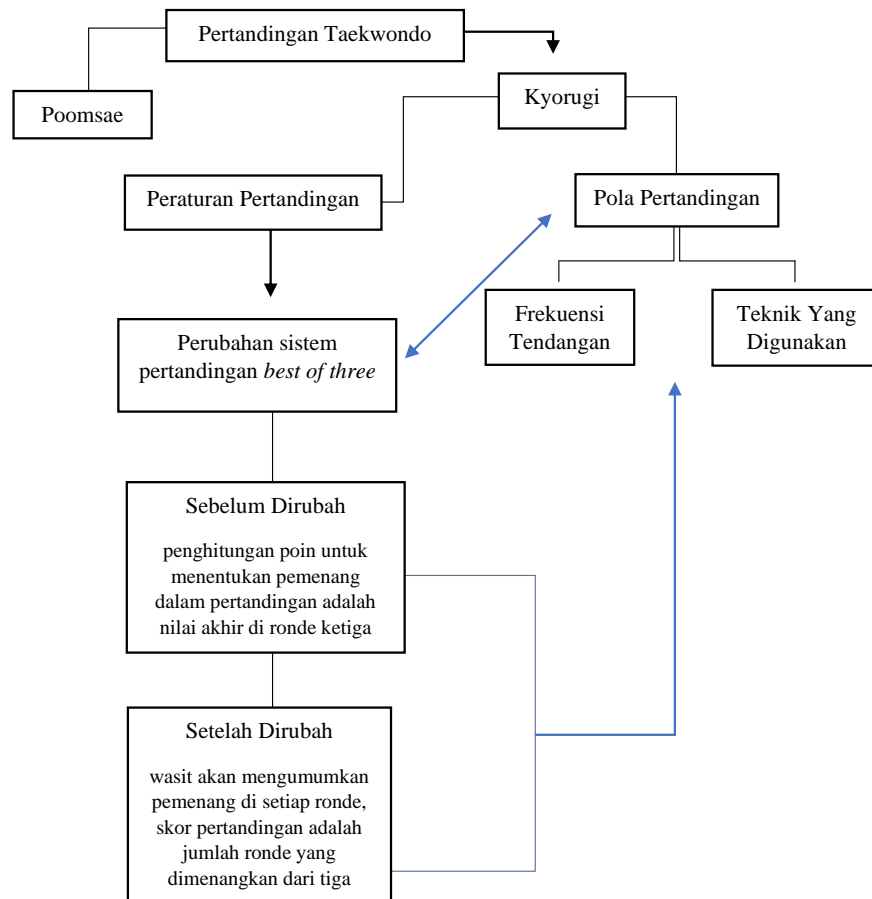 Pertandingan Taekwondo
Poomsae
Kyorugi
Peraturan Pertandingan
Pola Pertandingan
Perubahan sistem
pertandingan best of three
Frekuensi
Tendangan
Teknik Yang
Digunakan
Sebelum Dirubah
penghitungan poin untuk
menentukan pemenang
dalam pertandingan adalah
nilai akhir di ronde ketiga
Setelah Dirubah
wasit akan mengumumkan
pemenang di setiap ronde,
skor pertandingan adalah
jumlah ronde yang
dimenangkan dari tiga